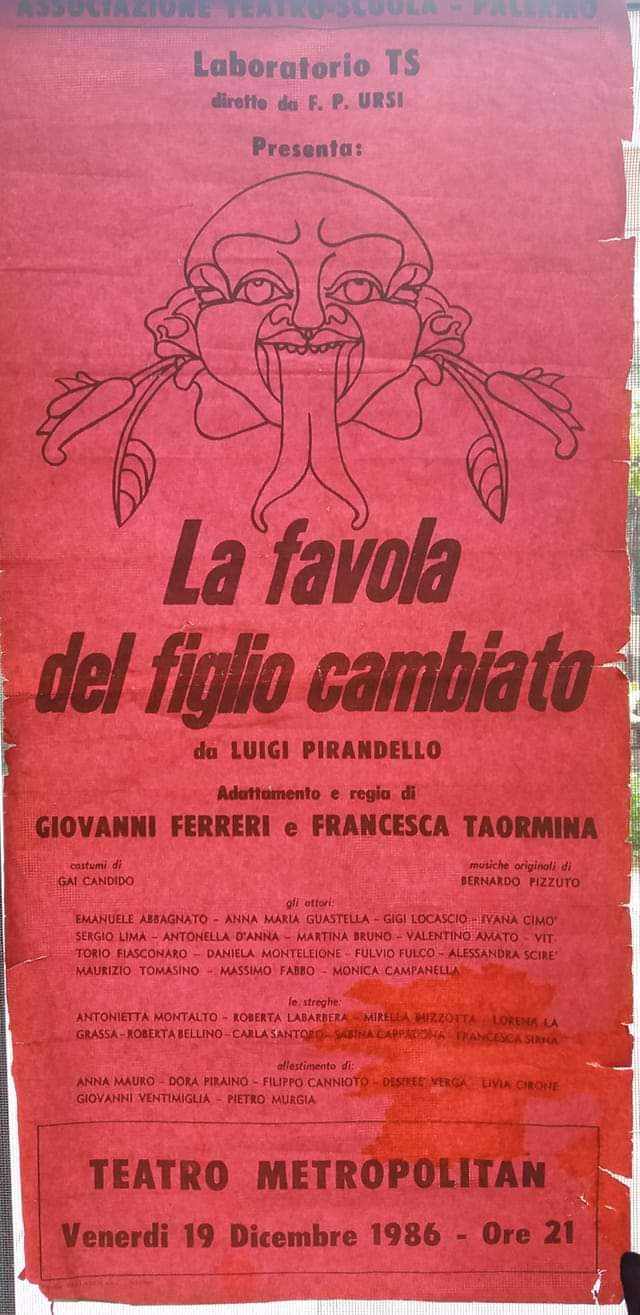 ASSOCIAZIONE TEATRO-SCUOLA - PALERMO
Laboratorio TS
diretto da F. P. URSI
Presenta:
La favola
del figlio cambiato
da LUIGI PIRANDELLO
Adattamento e regia di
GIOVANNI FERRERI e FRANCESCA TAORMINA
costumi di
GAI CANDIDO
musiche originali di
BERNARDO PIZZUTO
gli attori:
EMANUELE ABBAGNATO - ANNA MARIA GUASTELLA - GIGI LOCASCIO - IVANA CIMO'
SERGIO LIMA - ANTONELLA D'ANNA - MARTINA BRUNO - VALENTINO AMATO - VIT-
TORIO FIASCONARO - DANIELA MONTELEIONE - FULVIO FULCO - ALESSANDRA SCIRE'
MAURIZIO TOMASINO - MASSIMO FABBO - MONICA CAMPANELLA
le streghe:
ANTONIETTA MONTALTO - ROBERTA LABARBERA - MIRELLA MUZZOTTA - LORENA LA
GRASSA - ROBERTA BELLINO - CARLA SANTORO - SABINA CAPPADONA - FRANCESCA SIRNA
allestimento di:
ANNA MAURO - DORA PIRAINO - FILIPPO CANNIOTO - DESIREE' VERGA - LIVIA CIRONE
GIOVANNI VENTIMIGLIA - PIETRO MURGIA
TEATRO METROPOLITAN
Venerdi 19 Dicembre 1986 - Ore 21